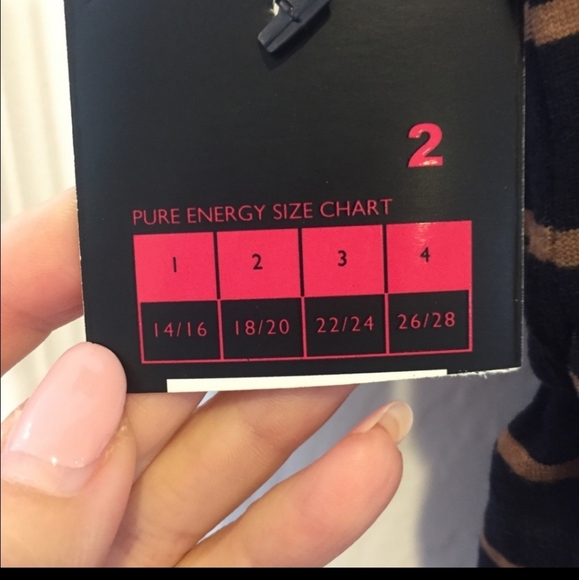 2
PURE ENERGY SIZE CHART
1 2 3 4
14/16 18/20 22/24 26/28